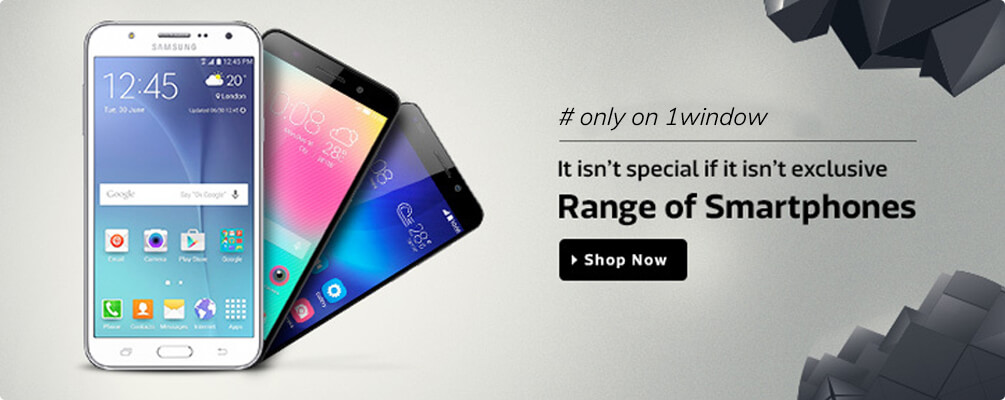 SAMSUNG
12:45 PM
12:45
20°
London
Tue, 30 June
Updated 06/30 12:45
Google
Say "Ok Google"
Email
Camera
Play Store
Google
Phone
Contacts
Messages
Internet
Apps
28°
28°
# only on 1window
It isn't special if it isn't exclusive
Range of Smartphones
Shop Now